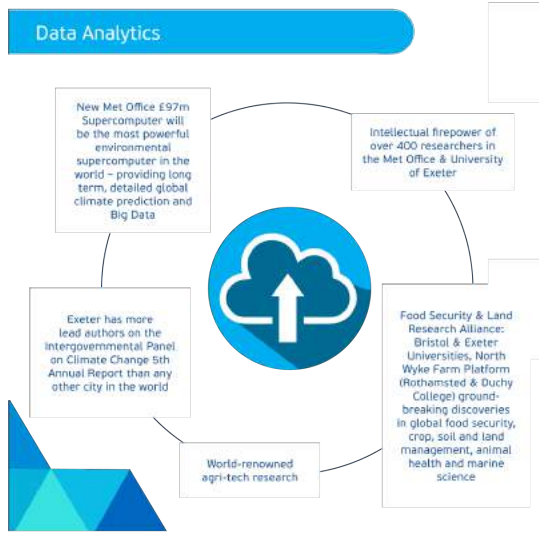 Data Analytics
New Met Office £97m
Supercomputer will
be the most powerful
environmental
supercomputer in the
world – providing long
term, detailed global
climate prediction and
Big Data
Intellectual firepower of
over 400 researchers in
the Met Office & University
of Exeter
Exeter has more
lead authors on the
Intergovernmental Panel
on Climate Change 5th
Annual Report than any
other city in the world
Food Security & Land
Research Alliance:
Bristol & Exeter
Universities, North
Wyke Farm Platform
(Rothamsted & Duchy
College) ground-
breaking discoveries
in global food security,
crop, soil and land
management, animal
health and marine
science
World-renowned
agri-tech research